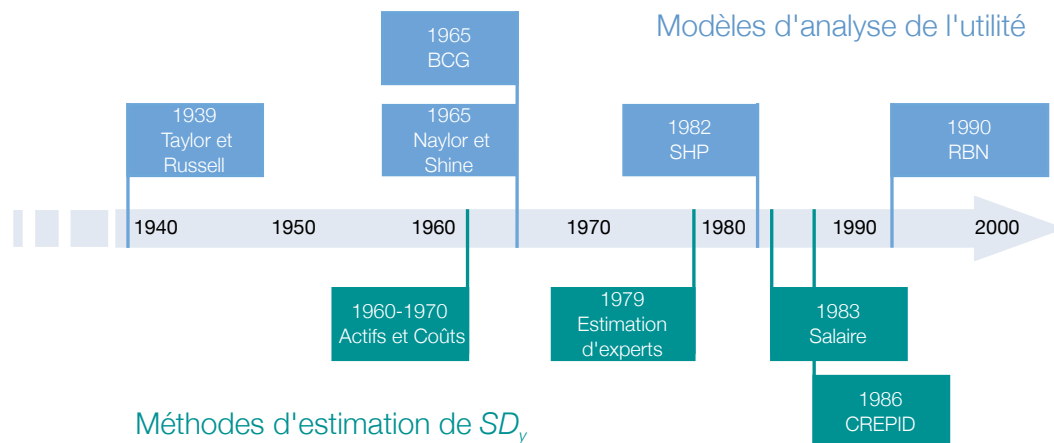 Modèles d'analyse de l'utilité
1965
BCG
1939
Taylor et
Russell
1965
Naylor et
Shine
1982
SHP
1990
RBN
1940
1950
1960
1970
1980
1990
2000
1960-1970
Actifs et Coûts
1979
Estimation
d'experts
1983
Salaire
1986
CREPID
Méthodes d'estimation de SDy